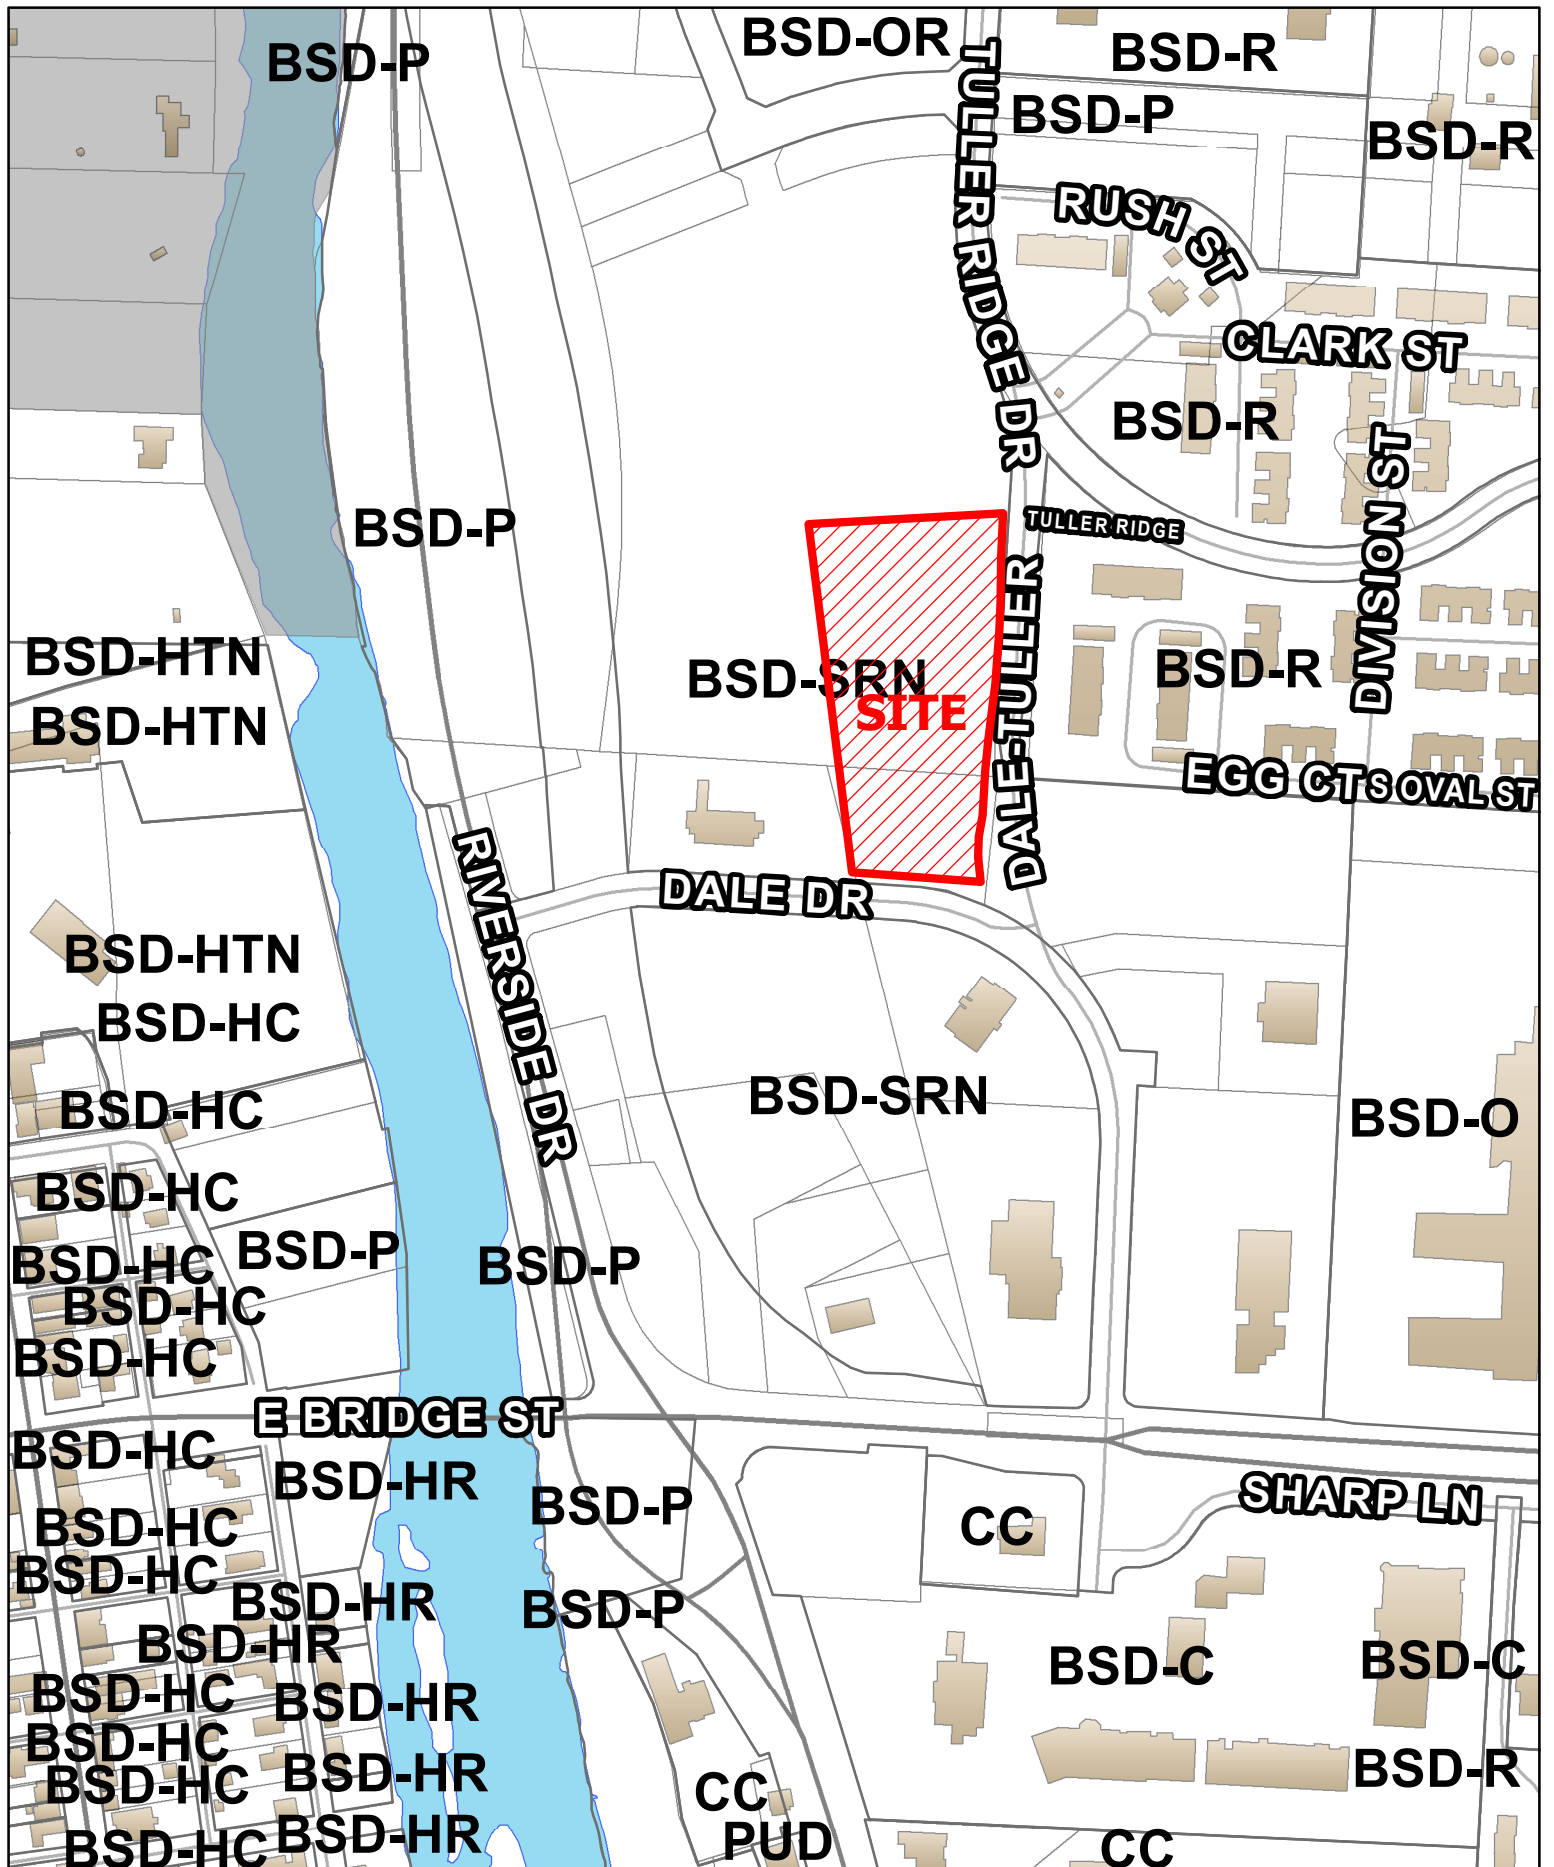 BSD-P
BSD-OR
BSD-R
BSD-P
BSD-R
TULLER RIDGE DR
RUSH ST
CLARK ST
BSD-R
DIVISION ST
BSD-P
TULLER RIDGE
DALE-TULLER
BSD-HTN
BSD-SRN
SITE
BSD-R
BSD-HTN
EGG CT
S OVAL ST
DALE DR
RIVERSIDE DR
DALE-TULLER DR
BSD-HTN
BSD-HC
BSD-HC
BSD-SRN
BSD-O
BSD-HC
BSD-P
BSD-P
BSD-HC
BSD-HC
BSD-HC
E BRIDGE ST
BSD-HC
BSD-HR
BSD-P
CC
SHARP LN
BSD-HC
BSD-HC
BSD-HR
BSD-P
BSD-HR
BSD-C
BSD-C
BSD-HC
BSD-HR
BSD-HC
BSD-HC
BSD-HR
BSD-R
CC
BSD-HC
BSD-HR
PUD
CC